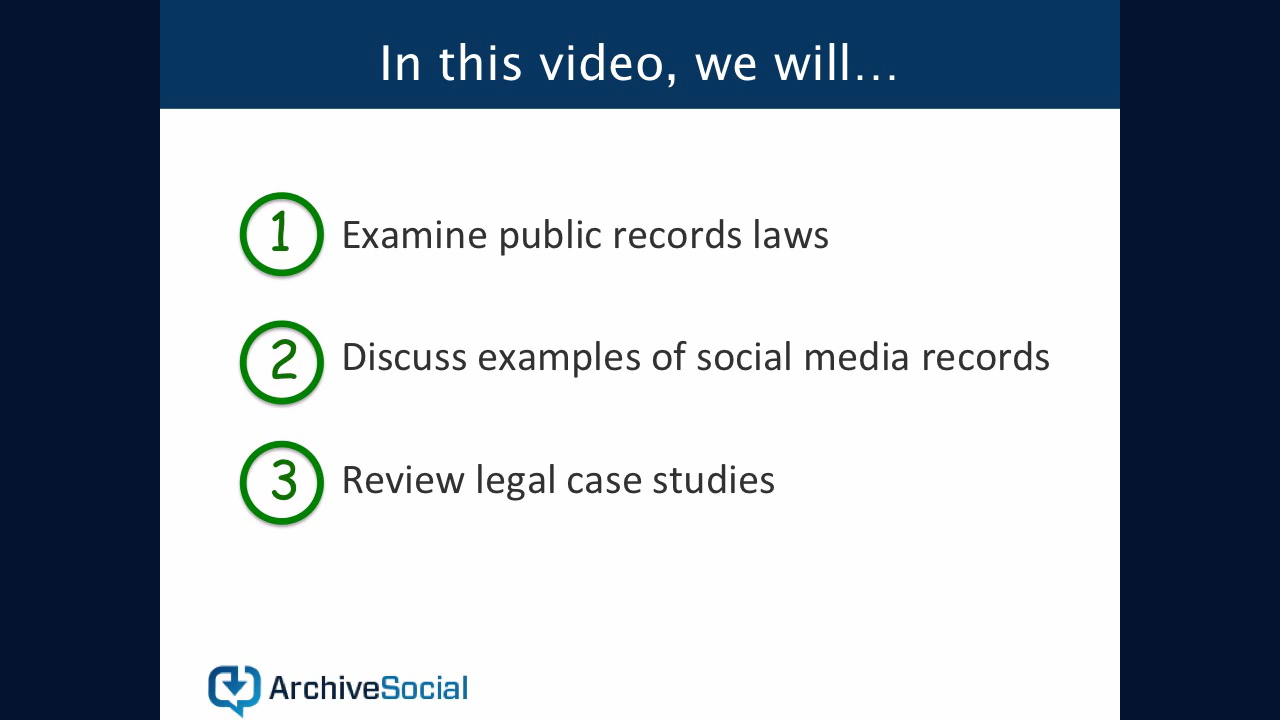 In this video, we will...
1 Examine public records laws
2 Discuss examples of social media records
3 Review legal case studies
ArchiveSocial